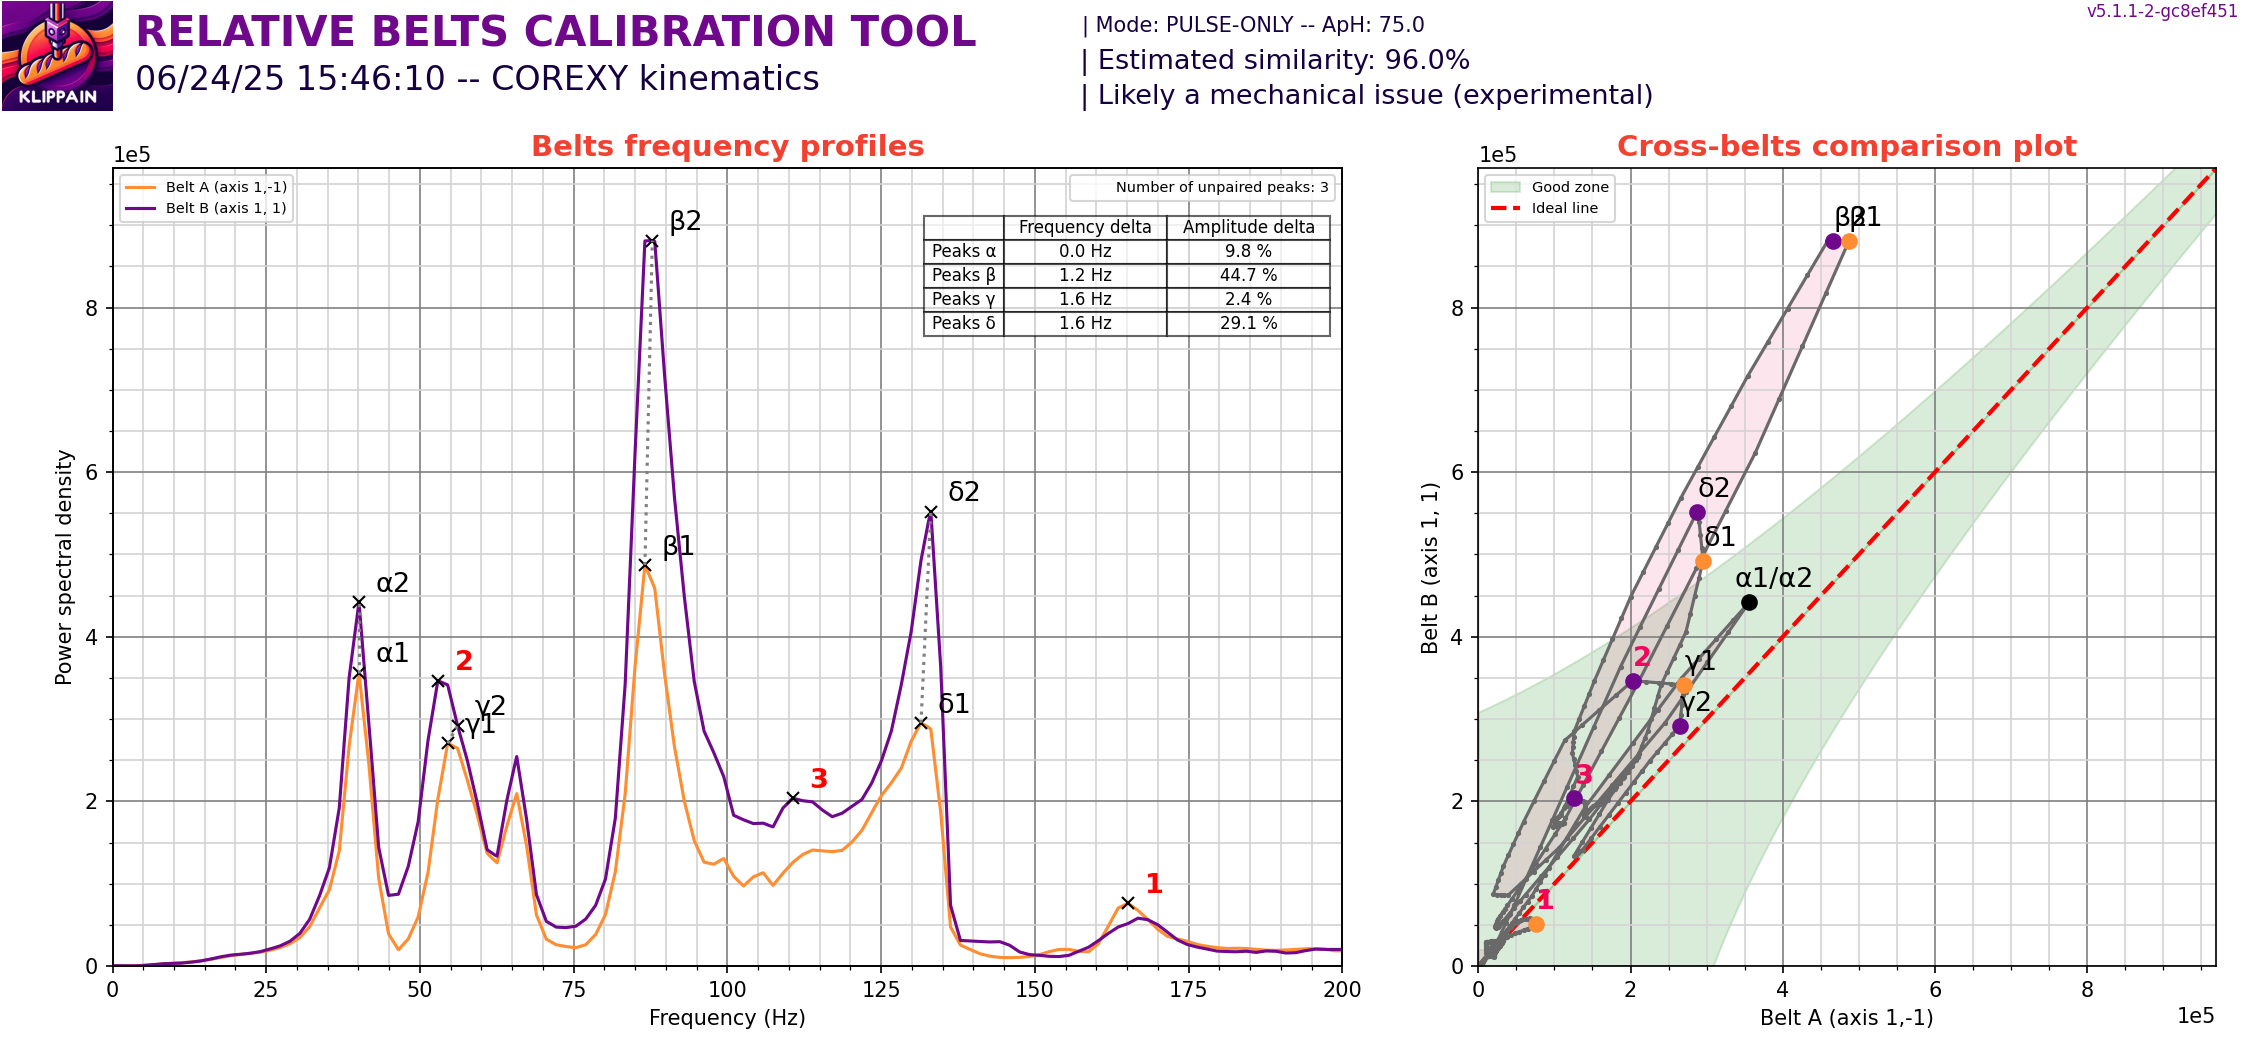 KLIPPAIN
RELATIVE BELTS CALIBRATION TOOL
06/24/25 15:46:10 -- COREXY kinematics
| Mode: PULSE-ONLY -- ApH: 75.0
| Estimated similarity: 96.0%
| Likely a mechanical issue (experimental)
v5.1.1-2-gc8ef451
Belts frequency profiles
1e5
Belt A (axis 1,-1)
Belt B (axis 1, 1)
Number of unpaired peaks: 3
Frequency delta Amplitude delta
Peaks α 0.0 Hz 9.8 %
Peaks β 1.2 Hz 44.7 %
Peaks γ 1.6 Hz 2.4 %
Peaks δ 1.6 Hz 29.1 %
β2
β1
δ2
α2
α1
2
γ2
γ1
δ1
3
1
8
6
4
2
0
Power spectral density
0 25 50 75 100 125 150 175 200
Frequency (Hz)
Cross-belts comparison plot
1e5
Good zone
Ideal line
β2
β1
δ2
δ1
α1/α2
2
γ1
γ2
3
1
8
6
4
2
0
Belt B (axis 1, 1)
0 2 4 6 8
Belt A (axis 1,-1)
1e5